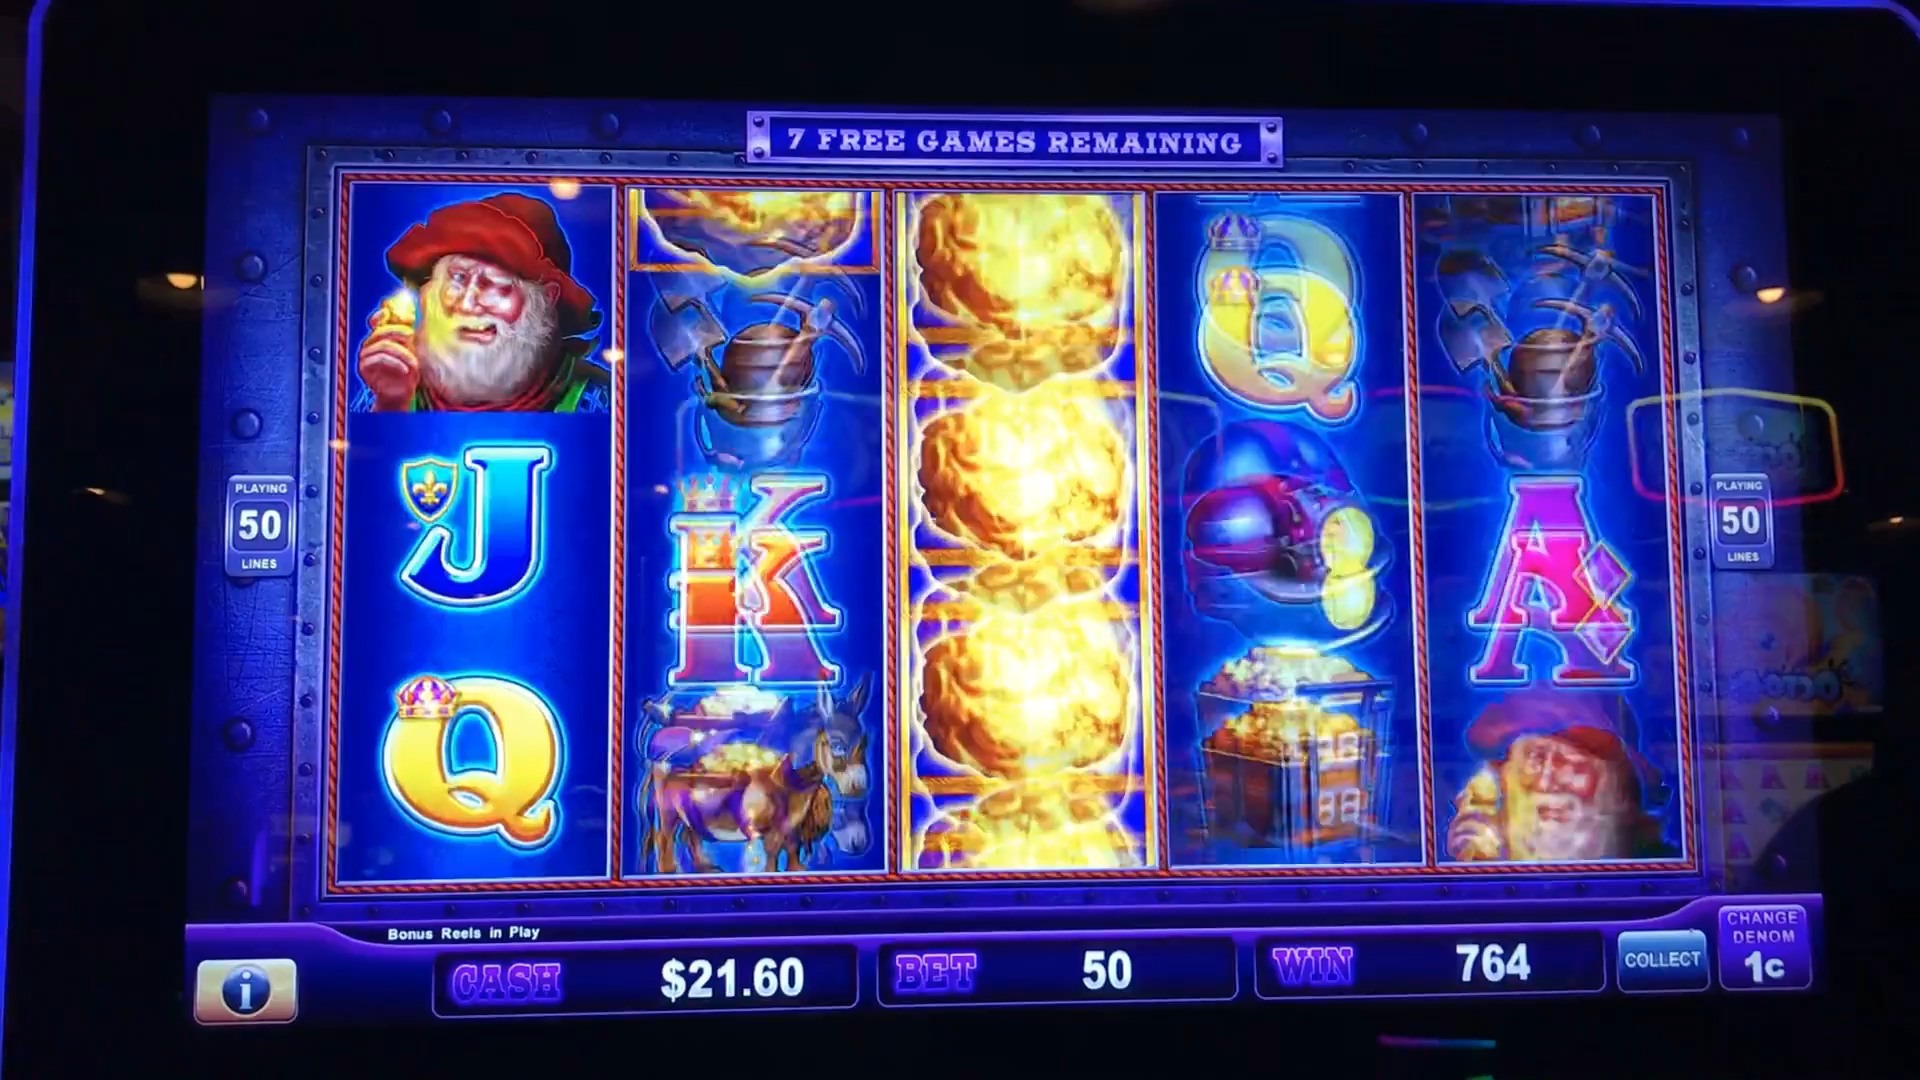 7 FREE GAMES REMAINING
PLAYING
50
LINES
J
Q
K
Q
A
PLAYING
50
LINES
Bonus Reels in Play
CASH $21.60
BET 50
WIN 764
COLLECT
CHANGE
DENOM
1¢
i